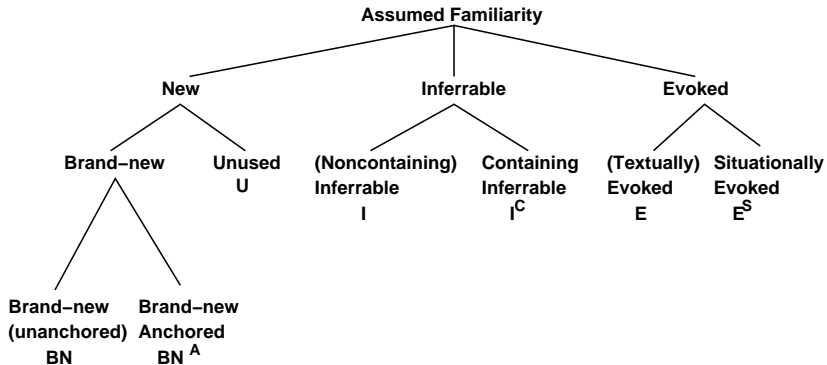 Assumed Familiarity
New Inferrable Evoked
Brand−new Unused (Noncontaining) Containing (Textually) Situationally
U Inferrable Inferrable Evoked Evoked
I I^C E E^S
Brand−new Brand−new
(unanchored) Anchored
BN BN^A